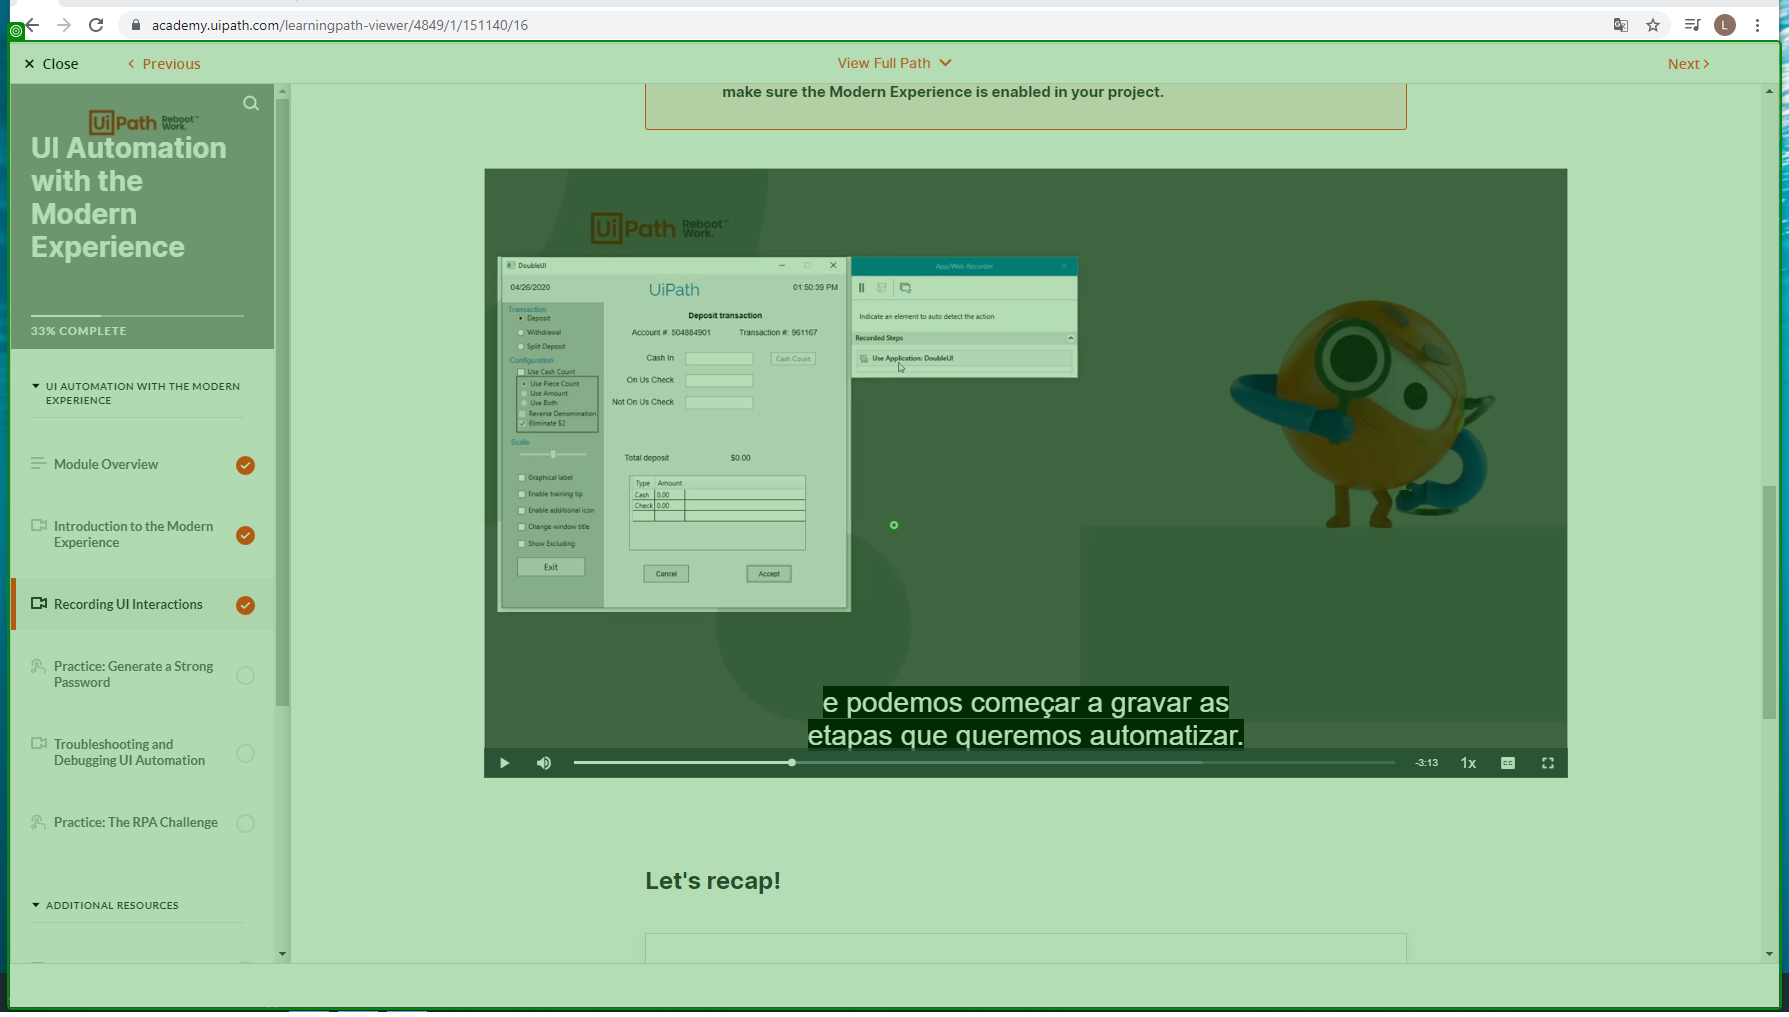 academy.uipath.com/learningpath-viewer/4849/1/151140/16
L
Close
Previous
View Full Path
Next
UiPath Reboot Work.™
UI Automation
with the
Modern
Experience
33% COMPLETE
UI AUTOMATION WITH THE MODERN
EXPERIENCE
Module Overview
Introduction to the Modern
Experience
Recording UI Interactions
Practice: Generate a Strong
Password
Troubleshooting and
Debugging UI Automation
Practice: The RPA Challenge
ADDITIONAL RESOURCES
make sure the Modern Experience is enabled in your project.
UiPath Reboot Work.™
DoubleUI
04/26/2020
UiPath
01:50:39 PM
Transaction
Deposit
Withdrawal
Split Deposit
Configuration
Use Cash Count
Use Piece Count
Use Amount
Use Both
Reverse Denomination
Eliminate $2
Scale
Graphical label
Enable training tip
Enable additional icon
Change window title
Show Excluding
Exit
Deposit transaction
Account #: 504884901 Transaction #: 961167
Cash In
Cash Count
On Us Check
Not On Us Check
Total deposit $0.00
Type Amount
Cash 0.00
Check 0.00
Cancel
Accept
App/Web Recorder
Indicate an element to auto detect the action
Recorded Steps
Use Application: DoubleUI
e podemos começar a gravar as
etapas que queremos automatizar.
-3:13
1x
CC
Let's recap!